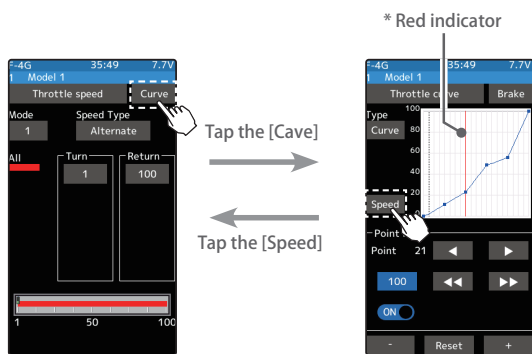 * Red indicator
F-4G 35:49 7.7V
1 Model 1
Throttle speed Curve
Mode Speed Type
1 Alternate
All Turn Return
1 100
1 50 100
Tap the [Cave]
Tap the [Speed]
F-4G 35:49 7.7V
1 Model 1
Throttle curve Brake
Type
Curve
100
80
60
40
20
Speed
Point
Point 21 ◀ ▶
100 ◀◀ ▶▶
ON
- Reset +